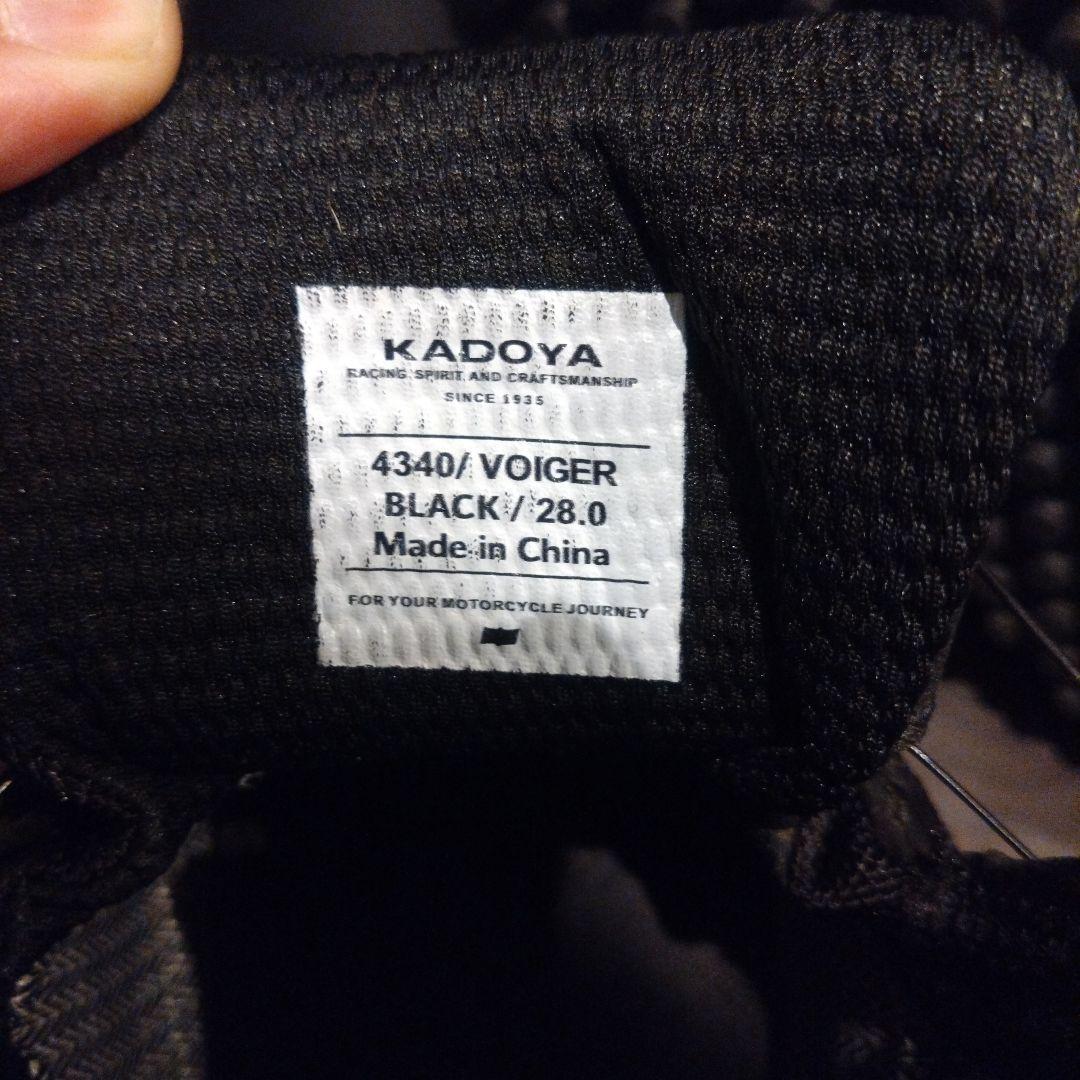 KADOYA
RACING SPIRIT AND CRAFTSMANSHIP
SINCE 1935
4340/ VOIGER
BLACK / 28.0
Made in China
FOR YOUR MOTORCYCLE JOURNEY